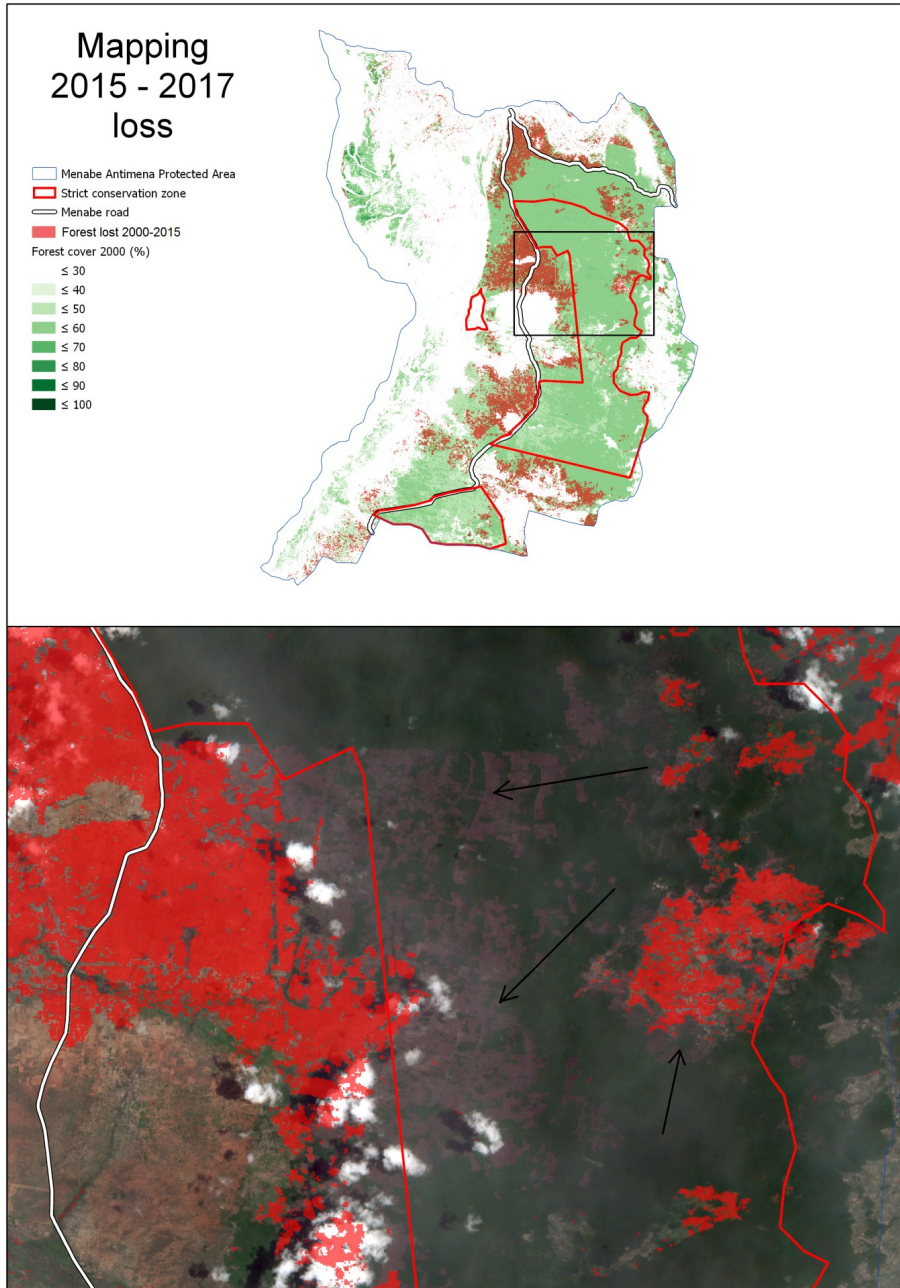 Mapping
2015 - 2017
loss
Menabe Antimena Protected Area
Strict conservation zone
Menabe road
Forest lost 2000-2015
Forest cover 2000 (%)
≤ 30
≤ 40
≤ 50
≤ 60
≤ 70
≤ 80
≤ 90
≤ 100